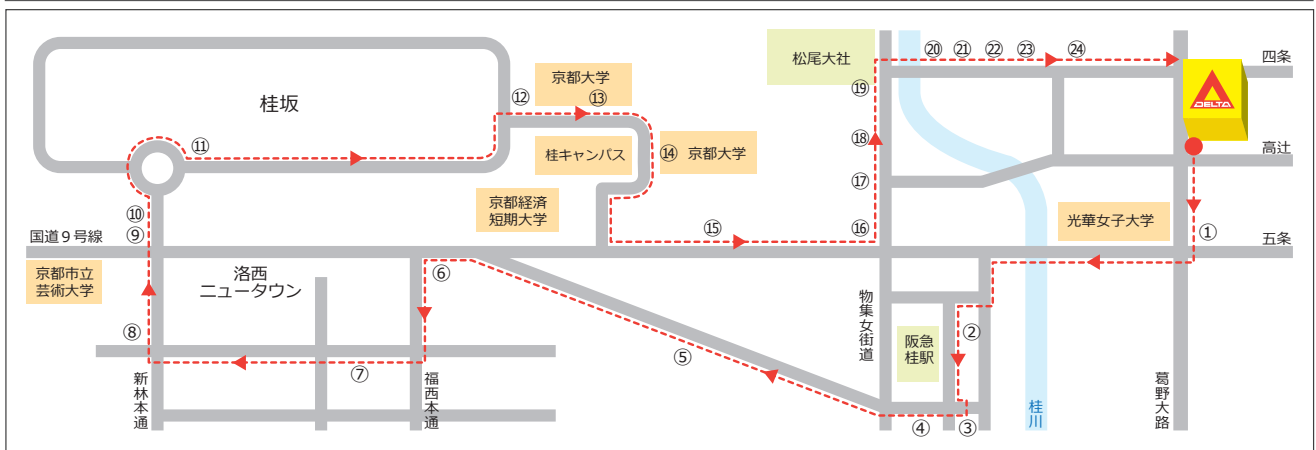 桂坂
京都大学
桂キャンパス
京都大学
京都経済
短期大学
松尾大社
DELTA
四条
高辻
光華女子大学
五条
国道9号線
京都市立
芸術大学
洛西
ニュータウン
物集女街道
阪急
桂駅
新林本通
福西本通
桂川
葛野大路
①
②
③
④
⑤
⑥
⑦
⑧
⑨
⑩
⑪
⑫
⑬
⑭
⑮
⑯
⑰
⑱
⑲
⑳
㉑
㉒
㉓
㉔